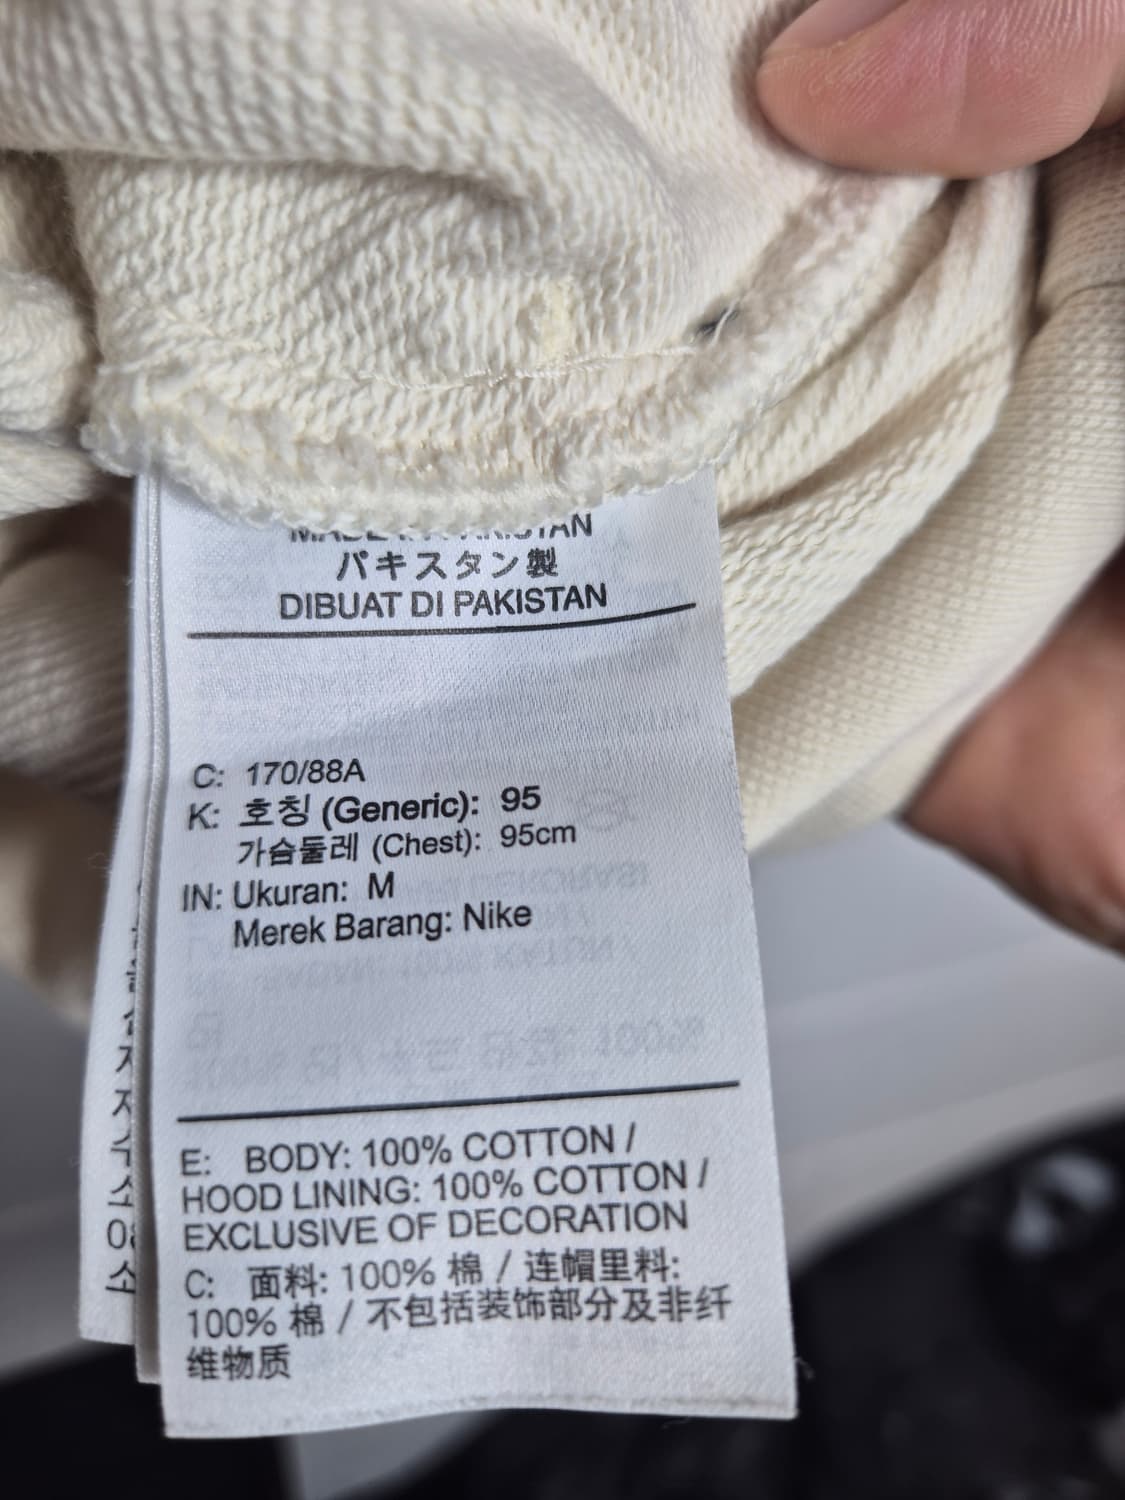 MADE IN PAKISTAN
パキスタン製
DIBUAT DI PAKISTAN
C: 170/88A
K: 호칭 (Generic): 95
가슴둘레 (Chest): 95cm
IN: Ukuran: M
Merek Barang: Nike
E: BODY: 100% COTTON /
HOOD LINING: 100% COTTON /
EXCLUSIVE OF DECORATION
C: 面料: 100% 棉 / 连帽里料:
100% 棉 / 不包括装饰部分及非纤
维物质